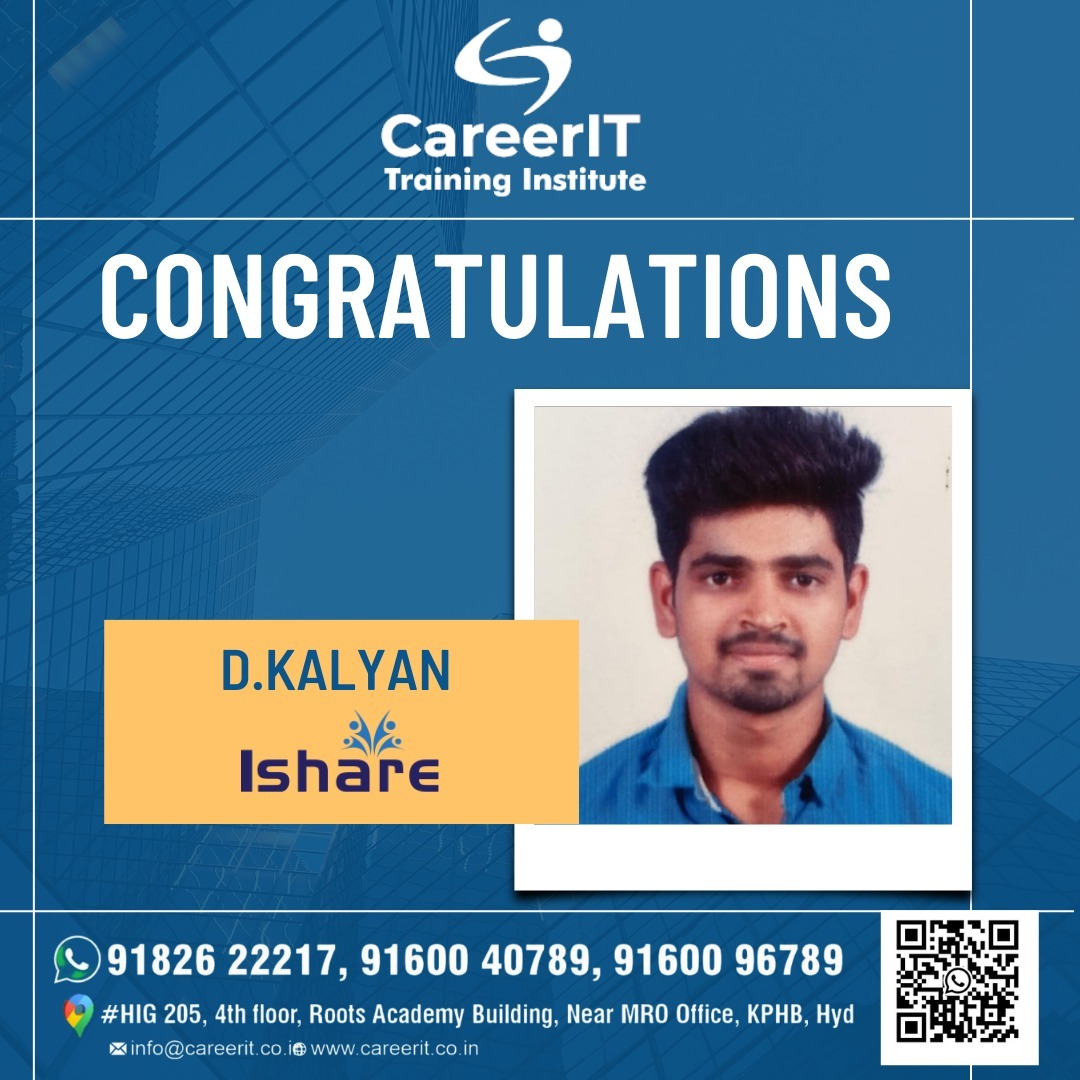 CareerIT
Training Institute
CONGRATULATIONS
D.KALYAN
Ishare
91826 22217, 91600 40789, 91600 96789
#HIG 205, 4th floor, Roots Academy Building, Near MRO Office, KPHB, Hyd
info@careerit.co.i www.careerit.co.in